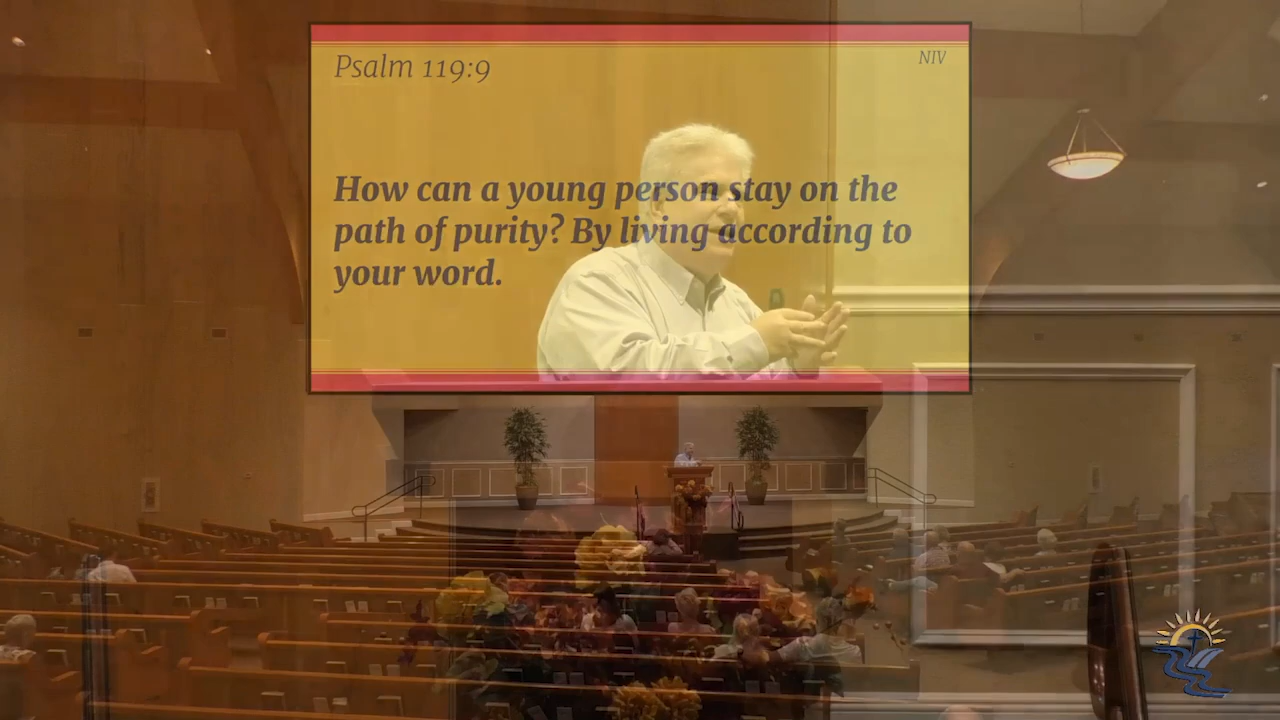 Psalm 119:9
NIV
How can a young person stay on the
path of purity? By living according to
your word.